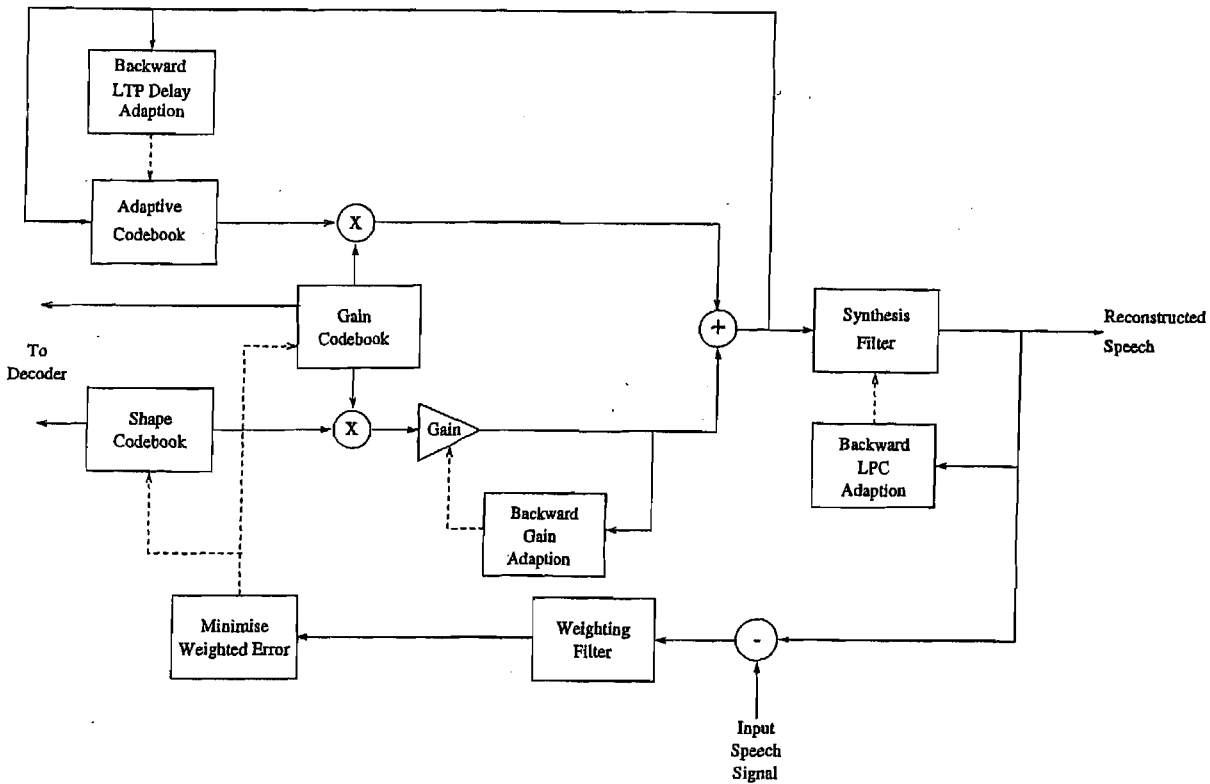 Backward
LTP Delay
Adaption
Adaptive
Codebook
X
Gain
Codebook
+
Synthesis
Filter
Reconstructed
Speech
To
Decoder
Shape
Codebook
X
Gain
Backward
LPC
Adaption
Backward
Gain
Adaption
Minimise
Weighted Error
Weighting
Filter
-
Input
Speech
Signal